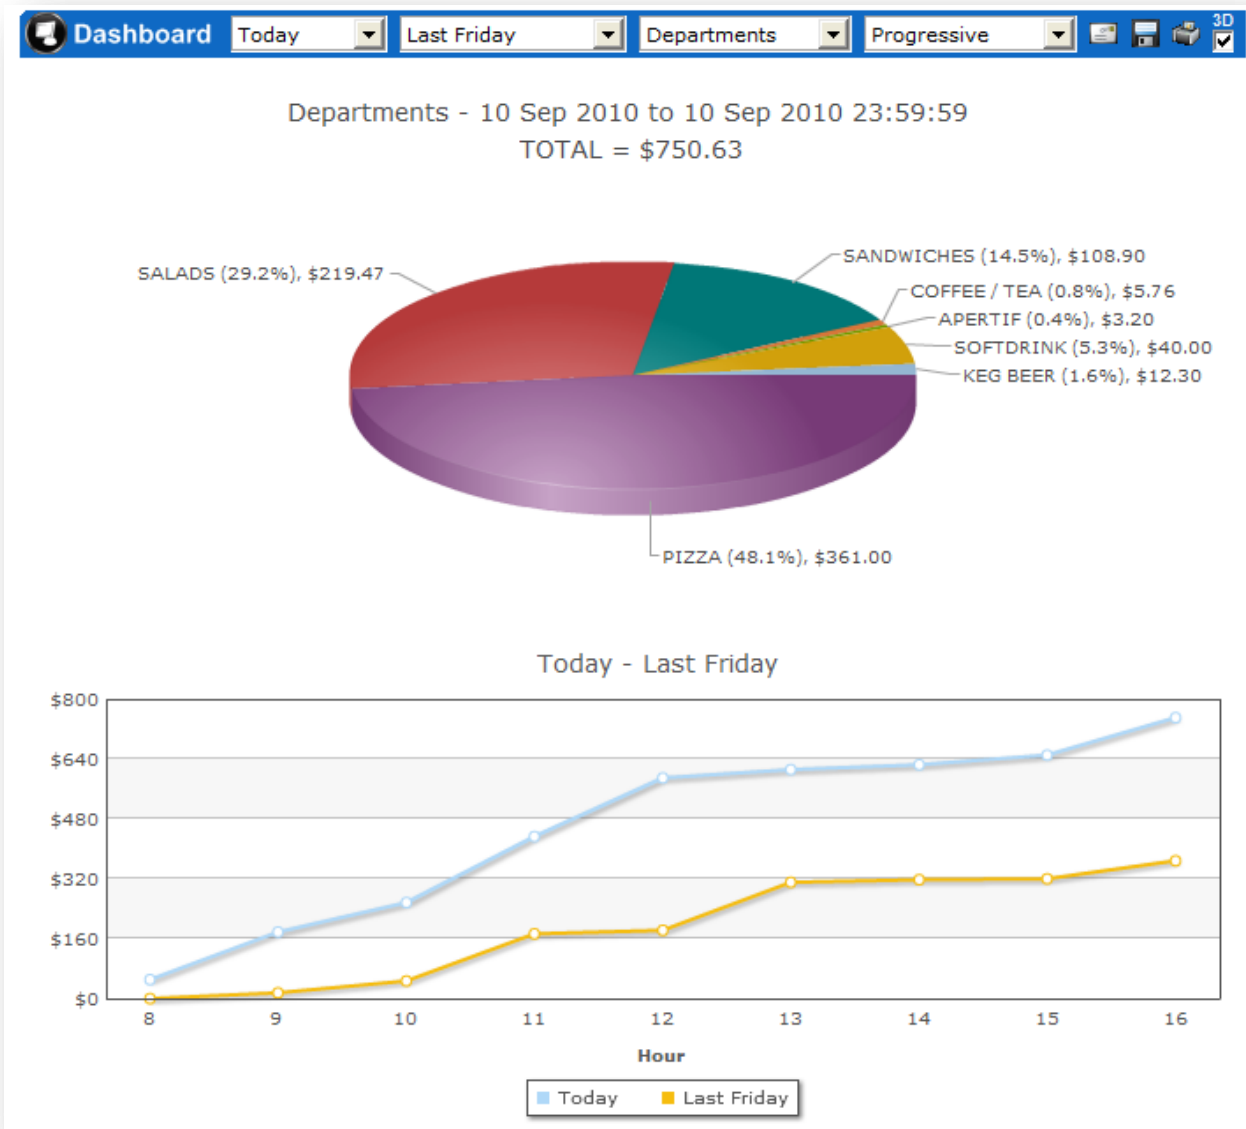 Dashboard Today Last Friday Departments Progressive 3D
Departments - 10 Sep 2010 to 10 Sep 2010 23:59:59
TOTAL = $750.63
SANDWICHES (14.5%), $108.90
SALADS (29.2%), $219.47
COFFEE / TEA (0.8%), $5.76
APERTIF (0.4%), $3.20
SOFTDRINK (5.3%), $40.00
KEG BEER (1.6%), $12.30
PIZZA (48.1%), $361.00
Today - Last Friday
$800
$640
$480
$320
$160
$0
8 9 10 11 12 13 14 15 16
Hour
Today Last Friday